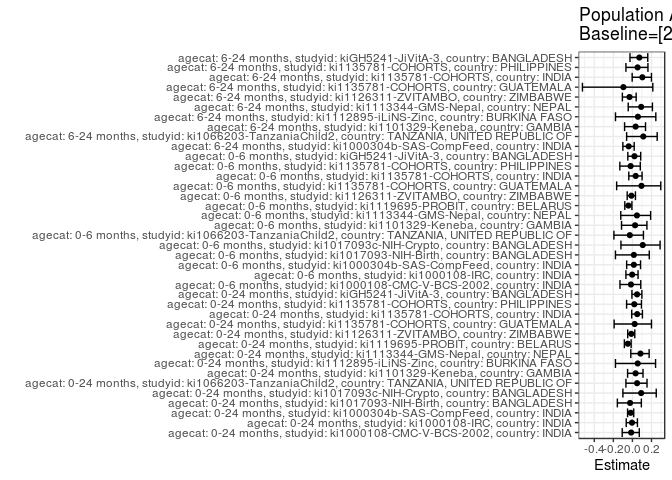 Population A
Baseline=[2
agecat: 6-24 months, studyid: kiGH5241-JiVitA-3, country: BANGLADESH
agecat: 6-24 months, studyid: ki1135781-COHORTS, country: PHILIPPINES
agecat: 6-24 months, studyid: ki1135781-COHORTS, country: INDIA
agecat: 6-24 months, studyid: ki1135781-COHORTS, country: GUATEMALA
agecat: 6-24 months, studyid: ki1126311-ZVITAMBO, country: ZIMBABWE
agecat: 6-24 months, studyid: ki1113344-GMS-Nepal, country: NEPAL
agecat: 6-24 months, studyid: ki1112895-iLiNS-Zinc, country: BURKINA FASO
agecat: 6-24 months, studyid: ki1101329-Keneba, country: GAMBIA
agecat: 6-24 months, studyid: ki1066203-TanzaniaChild2, country: TANZANIA, UNITED REPUBLIC OF
agecat: 6-24 months, studyid: ki1000304b-SAS-CompFeed, country: INDIA
agecat: 0-6 months, studyid: kiGH5241-JiVitA-3, country: BANGLADESH
agecat: 0-6 months, studyid: ki1135781-COHORTS, country: PHILIPPINES
agecat: 0-6 months, studyid: ki1135781-COHORTS, country: INDIA
agecat: 0-6 months, studyid: ki1135781-COHORTS, country: GUATEMALA
agecat: 0-6 months, studyid: ki1126311-ZVITAMBO, country: ZIMBABWE
agecat: 0-6 months, studyid: ki1119695-PROBIT, country: BELARUS
agecat: 0-6 months, studyid: ki1113344-GMS-Nepal, country: NEPAL
agecat: 0-6 months, studyid: ki1101329-Keneba, country: GAMBIA
agecat: 0-6 months, studyid: ki1066203-TanzaniaChild2, country: TANZANIA, UNITED REPUBLIC OF
agecat: 0-6 months, studyid: ki1017093c-NIH-Crypto, country: BANGLADESH
agecat: 0-6 months, studyid: ki1017093-NIH-Birth, country: BANGLADESH
agecat: 0-6 months, studyid: ki1000304b-SAS-CompFeed, country: INDIA
agecat: 0-6 months, studyid: ki1000108-IRC, country: INDIA
agecat: 0-6 months, studyid: ki1000108-CMC-V-BCS-2002, country: INDIA
agecat: 0-24 months, studyid: kiGH5241-JiVitA-3, country: BANGLADESH
agecat: 0-24 months, studyid: ki1135781-COHORTS, country: PHILIPPINES
agecat: 0-24 months, studyid: ki1135781-COHORTS, country: INDIA
agecat: 0-24 months, studyid: ki1135781-COHORTS, country: GUATEMALA
agecat: 0-24 months, studyid: ki1126311-ZVITAMBO, country: ZIMBABWE
agecat: 0-24 months, studyid: ki1119695-PROBIT, country: BELARUS
agecat: 0-24 months, studyid: ki1113344-GMS-Nepal, country: NEPAL
agecat: 0-24 months, studyid: ki1112895-iLiNS-Zinc, country: BURKINA FASO
agecat: 0-24 months, studyid: ki1101329-Keneba, country: GAMBIA
agecat: 0-24 months, studyid: ki1066203-TanzaniaChild2, country: TANZANIA, UNITED REPUBLIC OF
agecat: 0-24 months, studyid: ki1017093c-NIH-Crypto, country: BANGLADESH
agecat: 0-24 months, studyid: ki1017093-NIH-Birth, country: BANGLADESH
agecat: 0-24 months, studyid: ki1000304b-SAS-CompFeed, country: INDIA
agecat: 0-24 months, studyid: ki1000108-IRC, country: INDIA
agecat: 0-24 months, studyid: ki1000108-CMC-V-BCS-2002, country: INDIA
-0.4 -0.2 0.0 0.2
Estimate